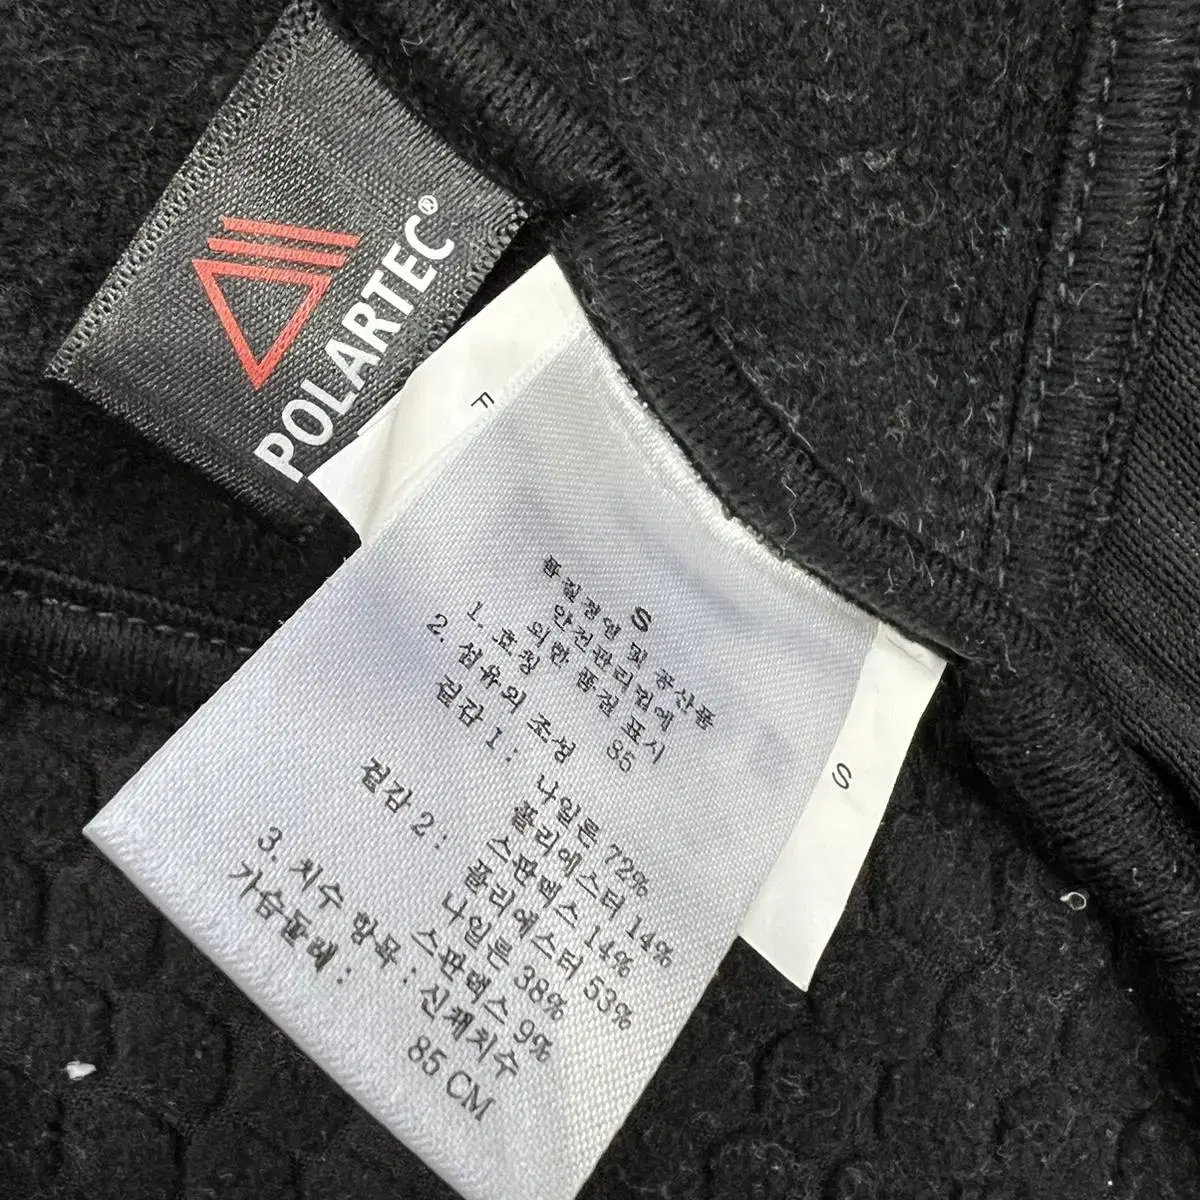 POLARTEC®
F
S
품질경영 및 공산품
안전관리법에
의한 품질 표시
1. 호칭 85
2. 섬유의 조성
겉감 1 : 나일론 72%
폴리에스터 14%
스판덱스 14%
겉감 2 : 폴리에스터 53%
나일론 38%
스판덱스 9%
3. 치수 항목 : 신체치수
가슴둘레 : 85 CM
S